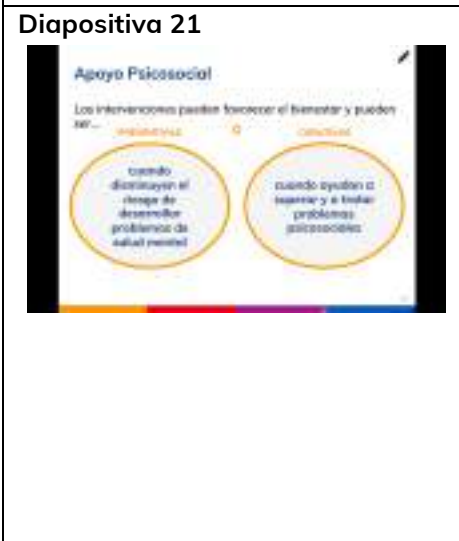 Diapositiva 21
Apoyo Psicosocial
Las intervenciones pueden favorecer el bienestar y pueden
ser...
PREVENTIVAS O CURATIVAS
cuando
disminuyen el
riesgo de
desarrollar
problemas de
salud mental
cuando ayudan a
superar y a tratar
problemas
psicosociales